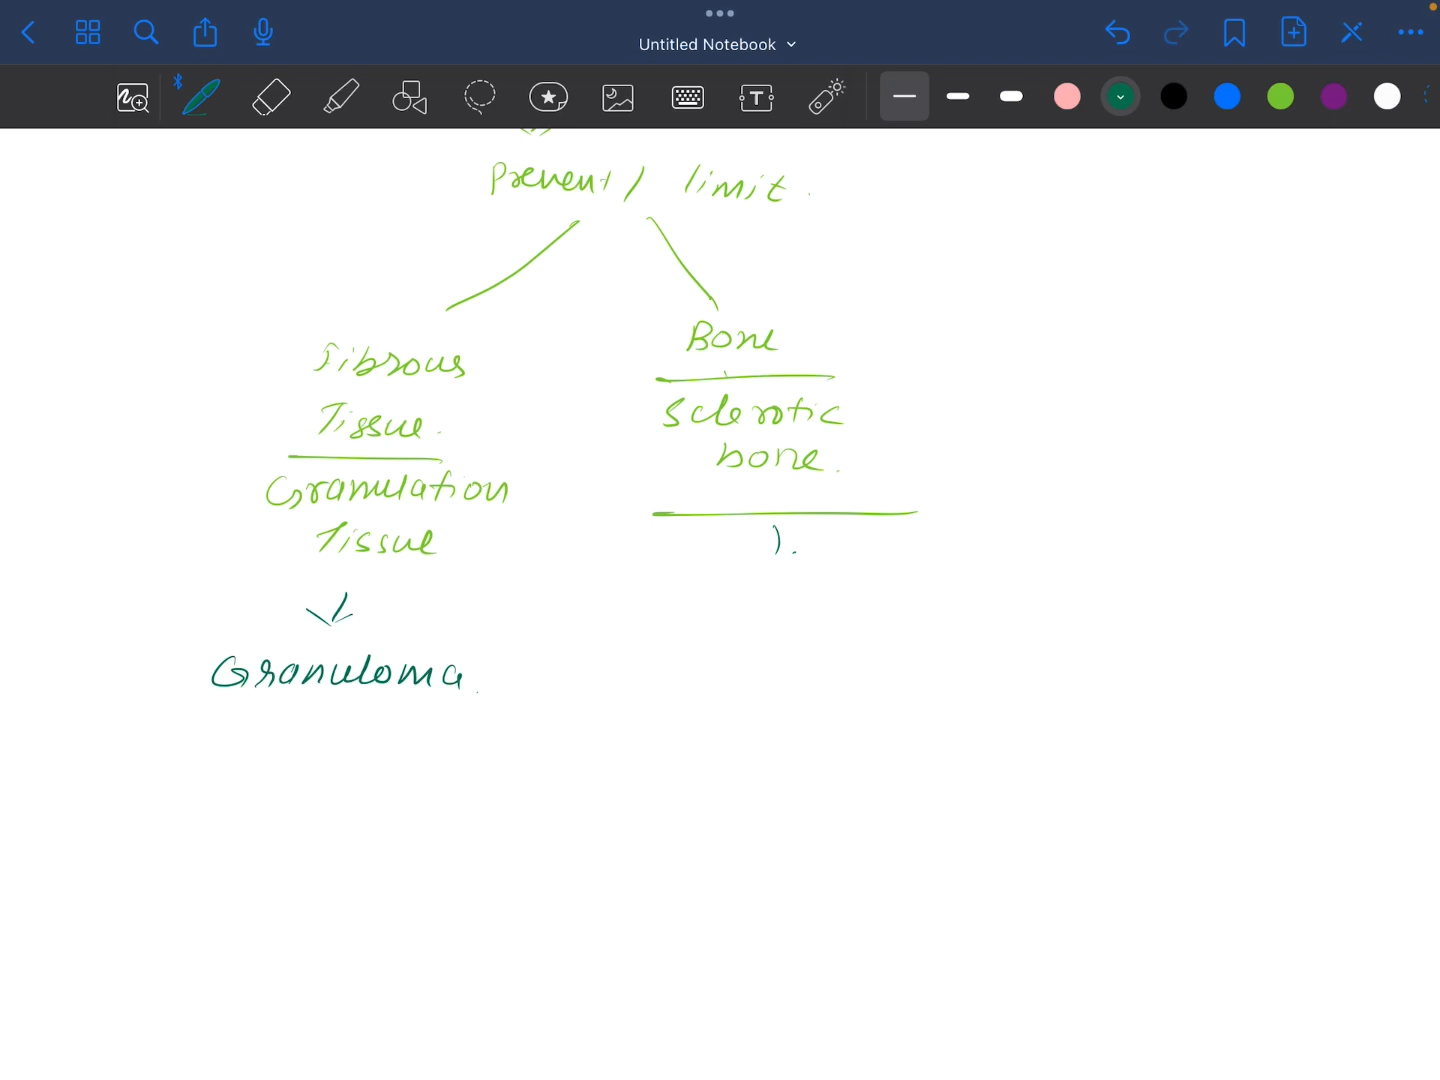 Untitled Notebook
Prevent / limit.
Fibrous
Tissue.
Granulation
Tissue
Granuloma.
Bone
Sclerotic
bone.
).